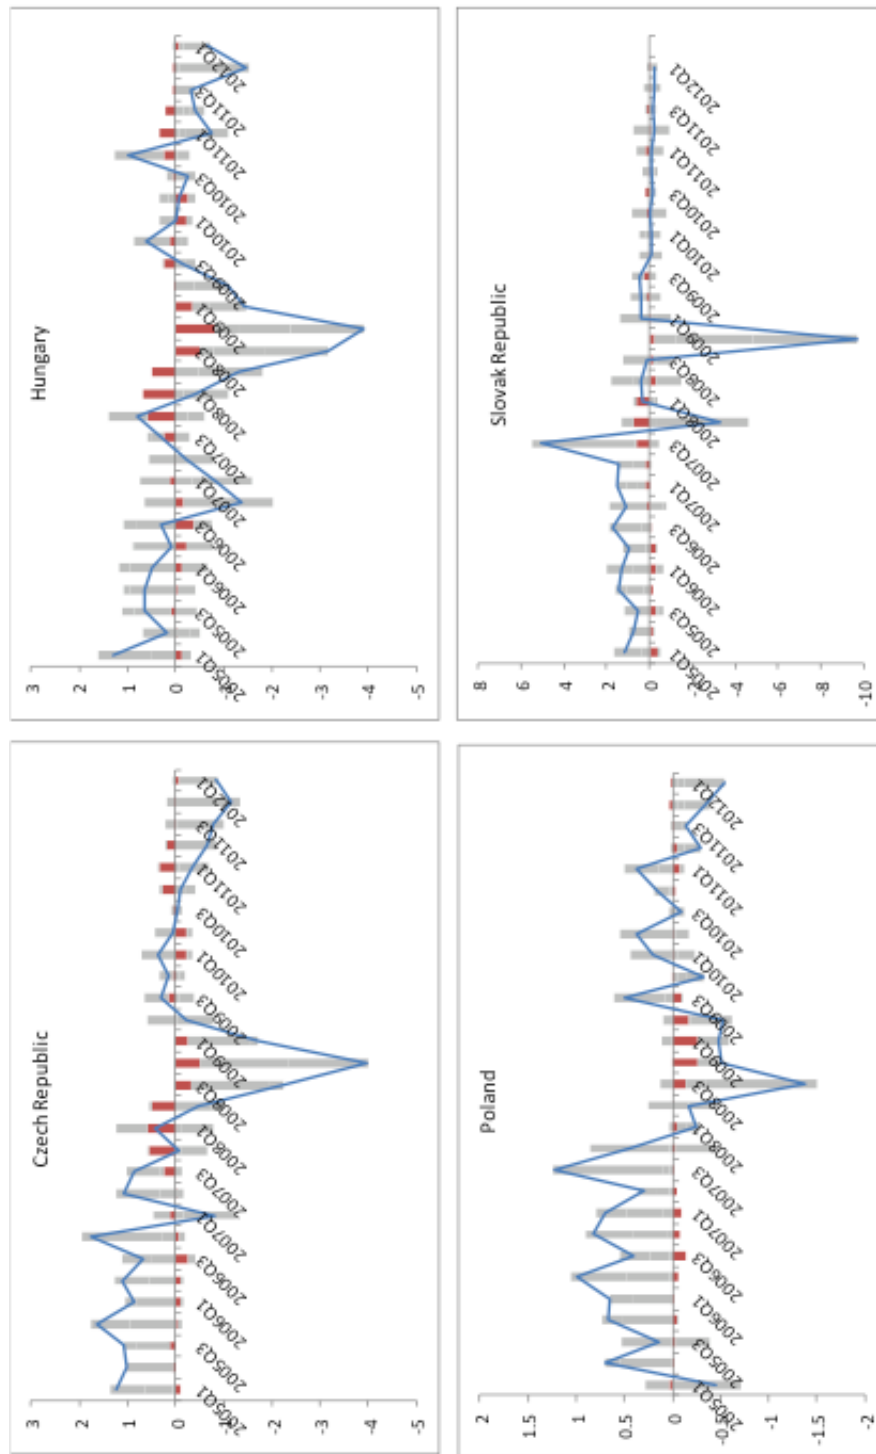 Czech Republic
3
2
1
0
-1
-2
-3
-4
-5
2005Q1
2005Q3
2006Q1
2006Q3
2007Q1
2007Q3
2008Q1
2008Q3
2009Q1
2009Q3
2010Q1
2010Q3
2011Q1
2011Q3
2012Q1
Hungary
3
2
1
0
-1
-2
-3
-4
-5
2005Q1
2005Q3
2006Q1
2006Q3
2007Q1
2007Q3
2008Q1
2008Q3
2009Q1
2009Q3
2010Q1
2010Q3
2011Q1
2011Q3
2012Q1
Poland
2
1.5
1
0.5
0
-0.5
-1
-1.5
-2
2005Q1
2005Q3
2006Q1
2006Q3
2007Q1
2007Q3
2008Q1
2008Q3
2009Q1
2009Q3
2010Q1
2010Q3
2011Q1
2011Q3
2012Q1
Slovak Republic
8
6
4
2
0
-2
-4
-6
-8
-10
2005Q1
2005Q3
2006Q1
2006Q3
2007Q1
2007Q3
2008Q1
2008Q3
2009Q1
2009Q3
2010Q1
2010Q3
2011Q1
2011Q3
2012Q1